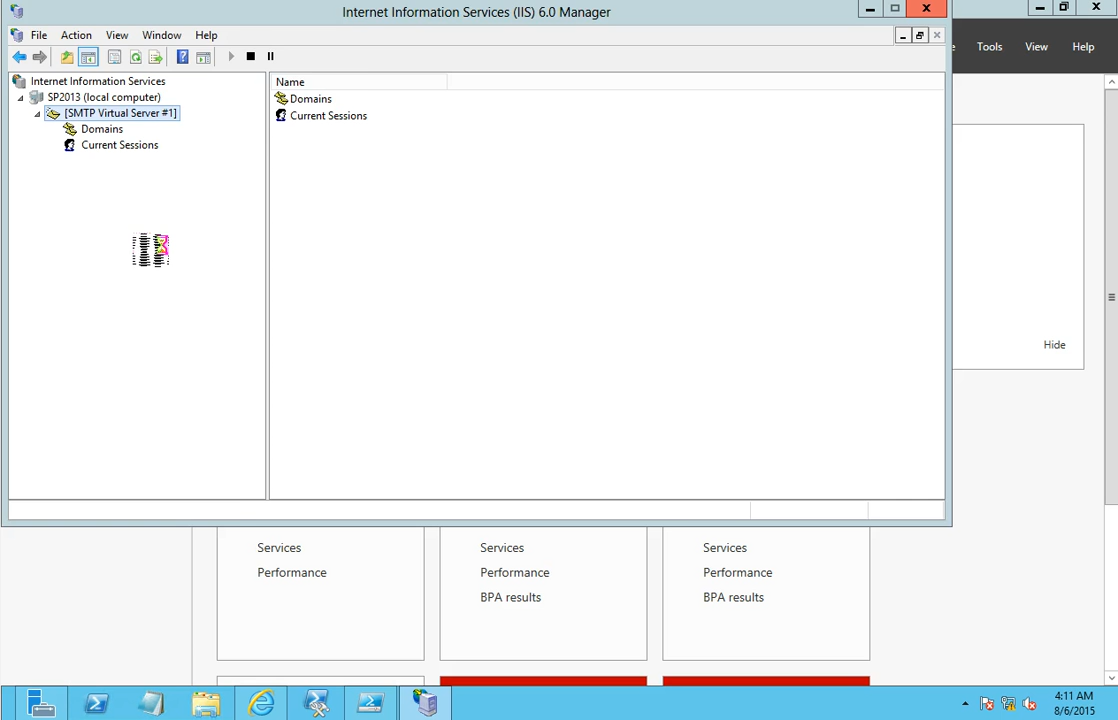 Internet Information Services (IIS) 6.0 Manager
File Action View Window Help
Tools View Help
Internet Information Services
SP2013 (local computer)
[SMTP Virtual Server #1]
Domains
Current Sessions
Name
Domains
Current Sessions
Hide
Services Services Services
Performance Performance Performance
BPA results BPA results
4:11 AM
8/6/2015